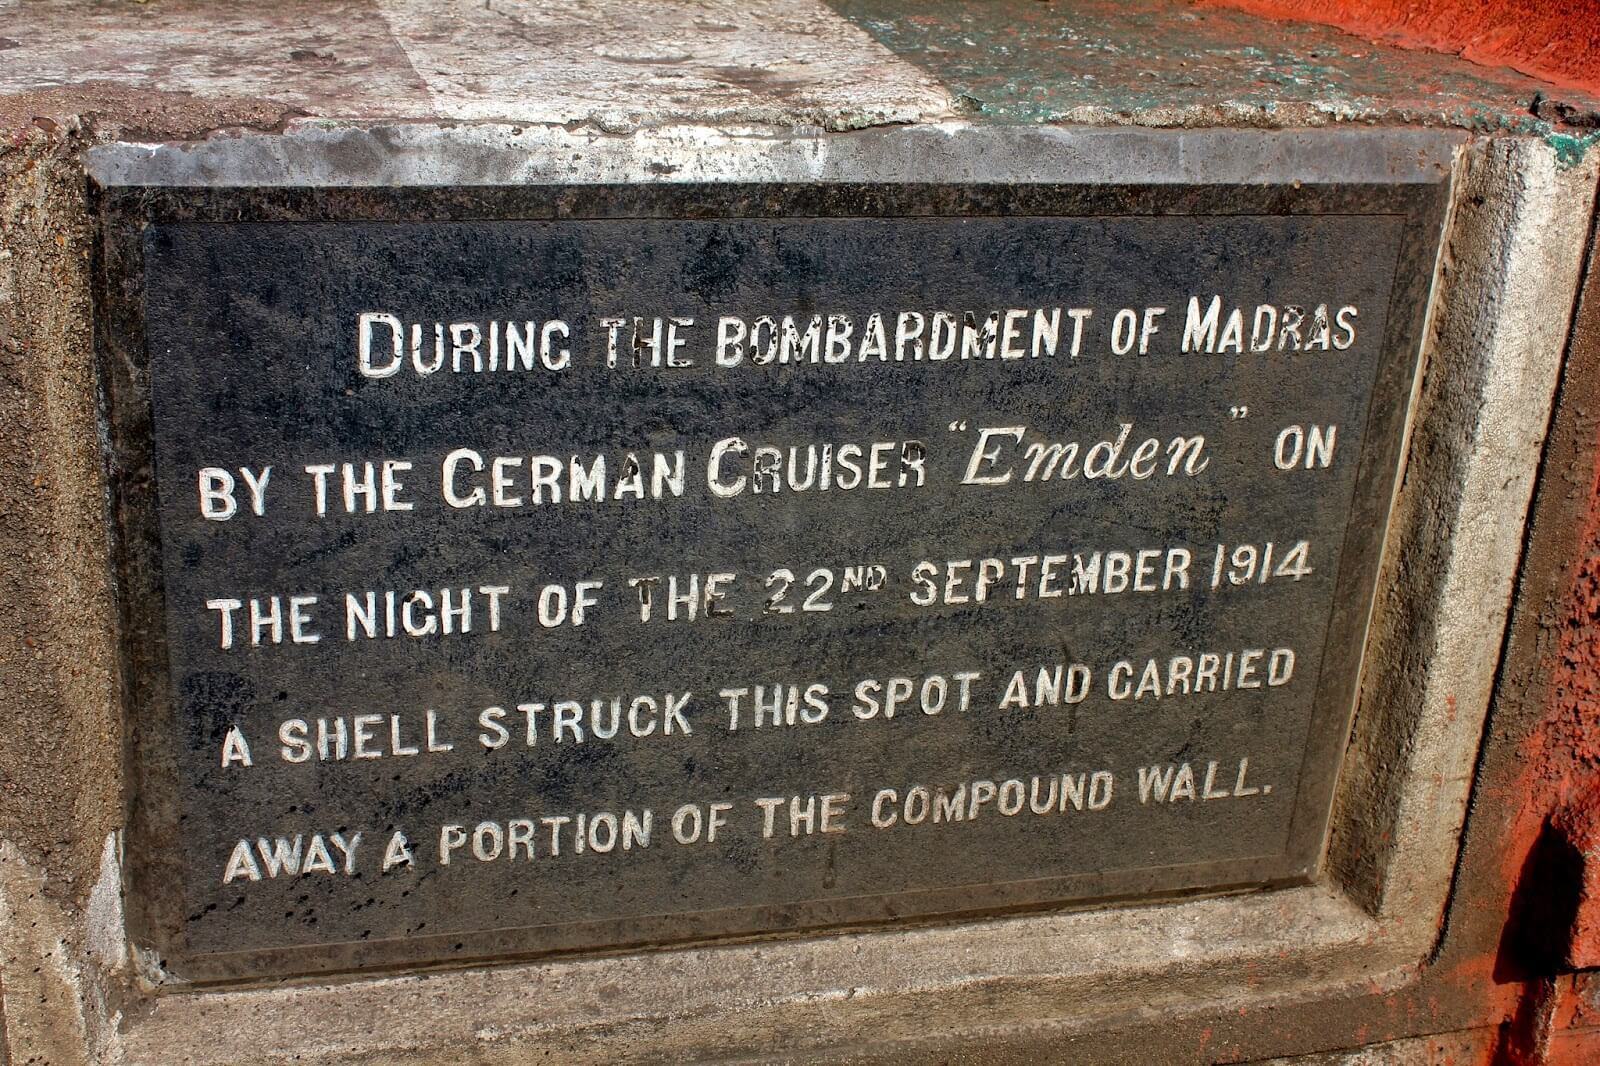 DURING THE BOMBARDMENT OF MADRAS
BY THE GERMAN CRUISER "Emden" ON
THE NIGHT OF THE 22ND SEPTEMBER 1914
A SHELL STRUCK THIS SPOT AND CARRIED
AWAY A PORTION OF THE COMPOUND WALL.